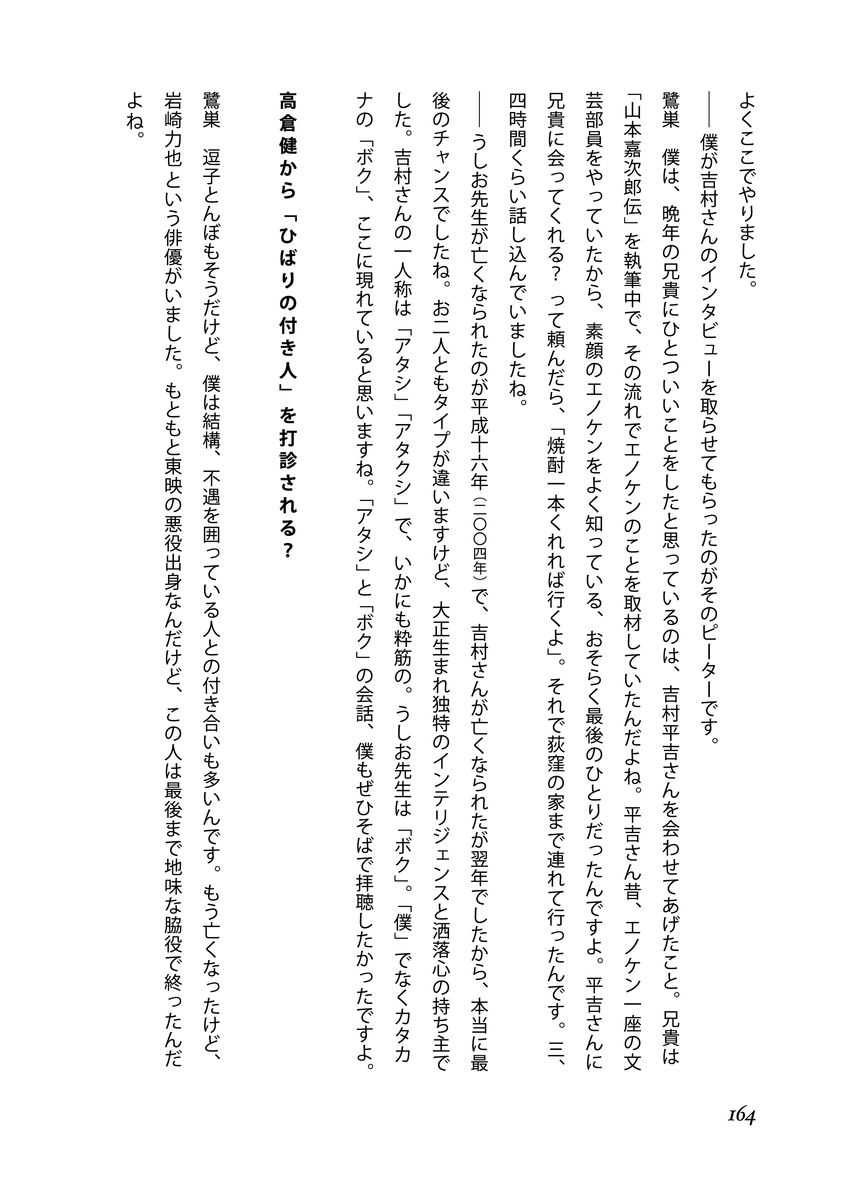 よくここでやりました。
――僕が吉村さんのインタビューを取らせてもらったのがそのピーターです。
鷺巣　僕は、晩年の兄貴にひとついいことをしたと思っているのは、吉村平吉さんを会わせてあげたこと。兄貴は
「山本嘉次郎伝」を執筆中で、その流れでエノケンのことを取材していたんだよね。平吉さん昔、エノケン一座の文
芸部員をやっていたから、素顔のエノケンをよく知っている、おそらく最後のひとりだったんですよ。平吉さんに
兄貴に会ってくれる？　って頼んだら、「焼酎一本くれれば行くよ」。それで荻窪の家まで連れて行ったんです。三、
四時間くらい話し込んでいましたね。
――うしお先生が亡くなられたのが平成十六年（二〇〇四年）で、吉村さんが亡くなられたが翌年でしたから、本当に最
後のチャンスでしたね。お二人ともタイプが違いますけど、大正生まれ独特のインテリジェンスと洒落心の持ち主で
した。吉村さんの一人称は「アタシ」「アタクシ」で、いかにも粋筋の。うしお先生は「ボク」。「僕」でなくカタカ
ナの「ボク」、ここに現れていると思いますね。「アタシ」と「ボク」の会話、僕もぜひそばで拝聴したかったですよ。
高倉健から「ひばりの付き人」を打診される？
鷺巣　逗子とんぼもそうだけど、僕は結構、不遇を囲っている人との付き合いも多いんです。もう亡くなったけど、
岩崎力也という俳優がいました。もともと東映の悪役出身なんだけど、この人は最後まで地味な脇役で終ったんだ
よね。
164